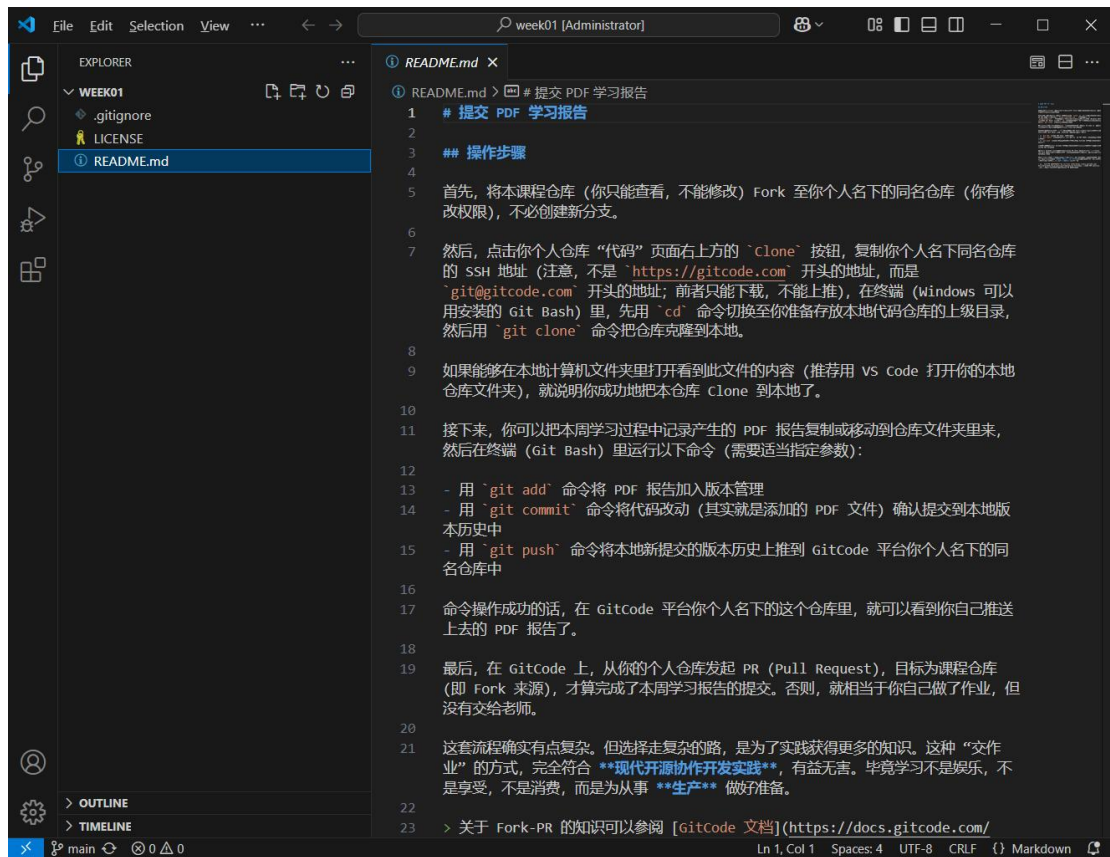 File Edit Selection View ··· week01 [Administrator]
EXPLORER ···
WEEK01
.gitignore
LICENSE
README.md
OUTLINE
TIMELINE
README.md
README.md > # 提交 PDF 学习报告
1 # 提交 PDF 学习报告
2
3 ## 操作步骤
4
5 首先，将本课程仓库 (你只能查看，不能修改) Fork 至你个人名下的同名仓库 (你有修
改权限)，不必创建新分支。
6
7 然后，点击你个人仓库 “代码” 页面右上方的 `Clone` 按钮，复制你个人名下同名仓库
的 SSH 地址 (注意，不是 `https://gitcode.com` 开头的地址，而是
`git@gitcode.com` 开头的地址；前者只能下载，不能上推)，在终端 (Windows 可以
用安装的 Git Bash) 里，先用 `cd` 命令切换至你准备存放本地代码仓库的上级目录，
然后用 `git clone` 命令把仓库克隆到本地。
8
9 如果能够在本地计算机文件夹里打开看到此文件的内容 (推荐用 VS Code 打开你的本地
仓库文件夹)，就说明你成功地把本仓库 Clone 到本地了。
10
11 接下来，你可以把本周学习过程中记录产生的 PDF 报告复制或移动到仓库文件夹里来，
然后在终端 (Git Bash) 里运行以下命令 (需要适当指定参数)：
12
13 - 用 `git add` 命令将 PDF 报告加入版本管理
14 - 用 `git commit` 命令将代码改动 (其实就是添加的 PDF 文件) 确认提交到本地版
本历史中
15 - 用 `git push` 命令将本地新提交的版本历史上推到 GitCode 平台你个人名下的同
名仓库中
16
17 命令操作成功的话，在 GitCode 平台你个人名下的这个仓库里，就可以看到你自己推送
上去的 PDF 报告了。
18
19 最后，在 GitCode 上，从你的个人仓库发起 PR (Pull Request)，目标为课程仓库
(即 Fork 来源)，才算完成了本周学习报告的提交。否则，就相当于你自己做了作业，但
没有交给老师。
20
21 这套流程确实有点复杂。但选择走复杂的路，是为了实践获得更多的知识。这种 “交作
业” 的方式，完全符合 **现代开源协作开发实践**，有益无害。毕竟学习不是娱乐，不
是享受，不是消费，而是为从事 **生产** 做好准备。
22
23 > 关于 Fork-PR 的知识可以参阅 [GitCode 文档](https://docs.gitcode.com/
main 0 0 Ln 1, Col 1 Spaces: 4 UTF-8 CRLF {} Markdown